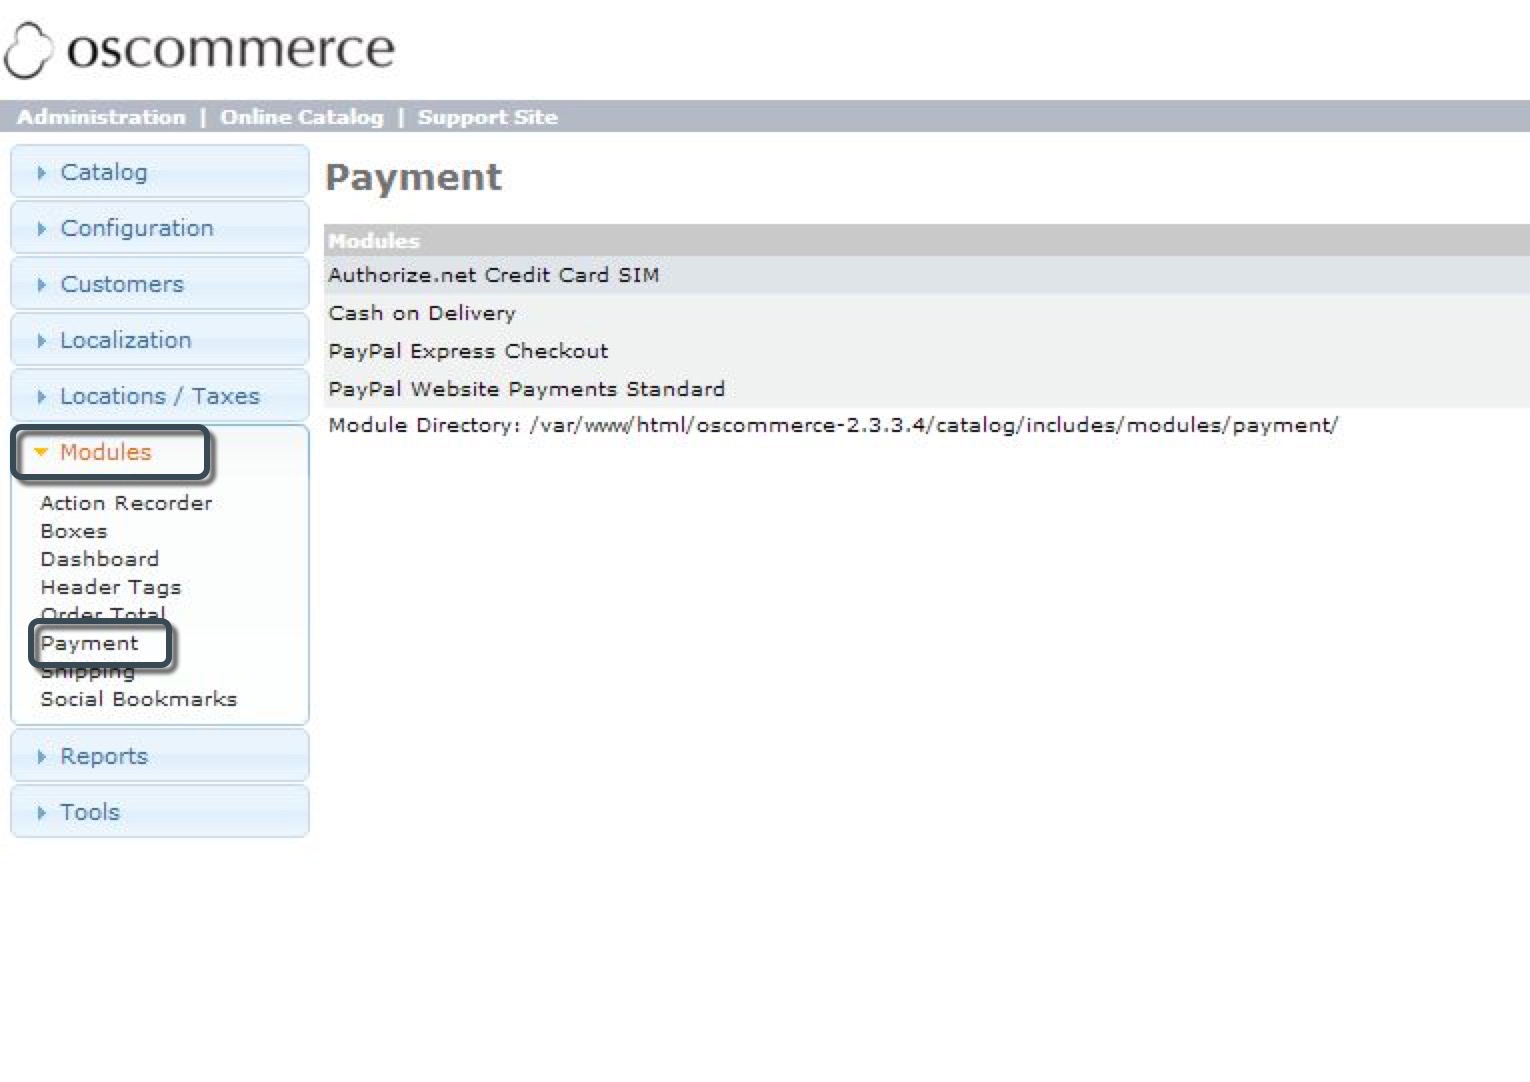 oscommerce
Administration | Online Catalog | Support Site
Catalog
Configuration
Customers
Localization
Locations / Taxes
Modules
Action Recorder
Boxes
Dashboard
Header Tags
Order Total
Payment
Shipping
Social Bookmarks
Reports
Tools
Payment
Modules
Authorize.net Credit Card SIM
Cash on Delivery
PayPal Express Checkout
PayPal Website Payments Standard
Module Directory: /var/www/html/oscommerce-2.3.3.4/catalog/includes/modules/payment/